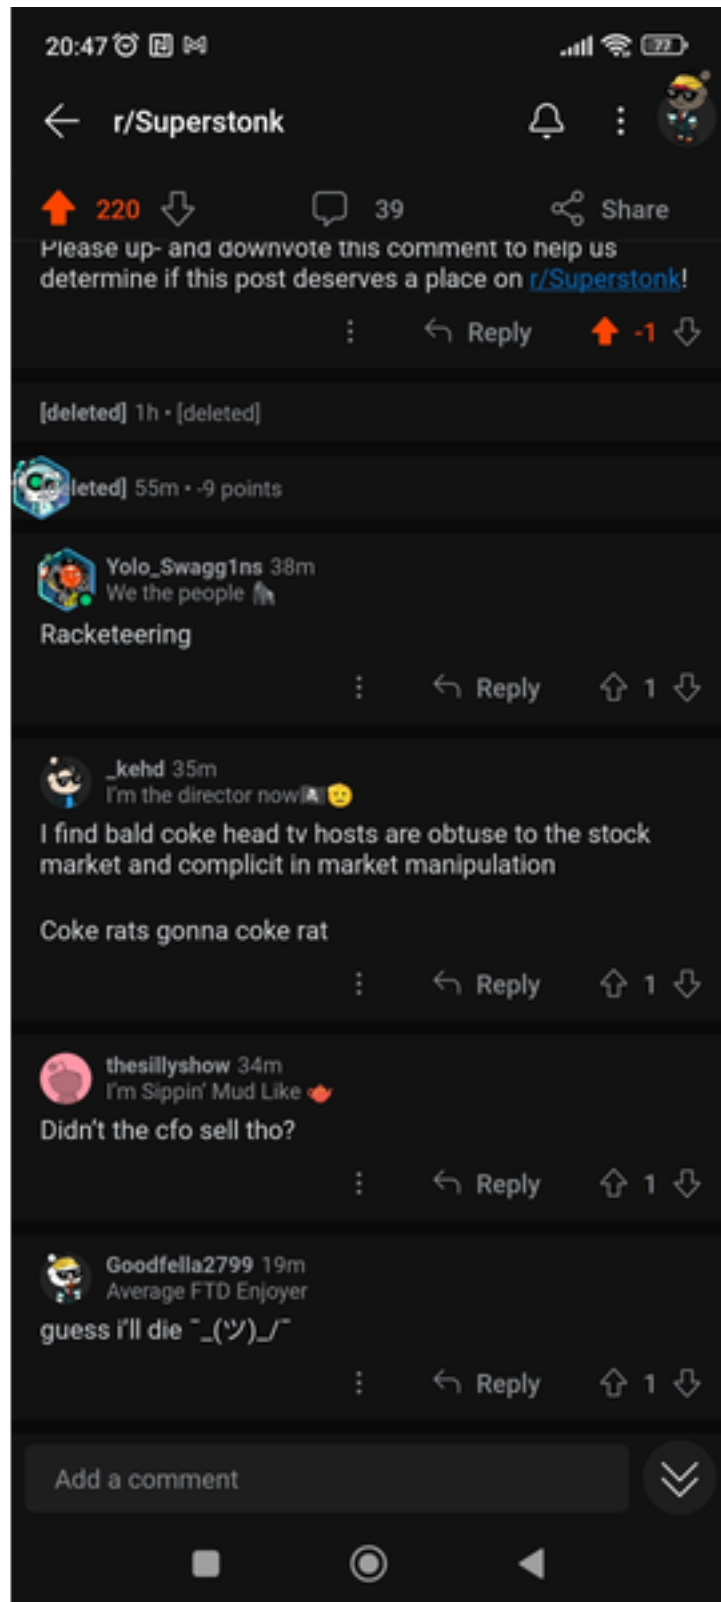 20:47
77
r/Superstonk
220
39
Share
Please up- and downvote this comment to help us
determine if this post deserves a place on r/Superstonk!
Reply
-1
[deleted] 1h • [deleted]
leted] 55m • -9 points
Yolo_Swagg1ns 38m
We the people
Racketeering
Reply
1
_kehd 35m
I'm the director now🏴‍☠️🫡
I find bald coke head tv hosts are obtuse to the stock
market and complicit in market manipulation
Coke rats gonna coke rat
Reply
1
thesillyshow 34m
I'm Sippin' Mud Like
Didn't the cfo sell tho?
Reply
1
Goodfella2799 19m
Average FTD Enjoyer
guess i'll die ¯_(ツ)_/¯
Reply
1
Add a comment